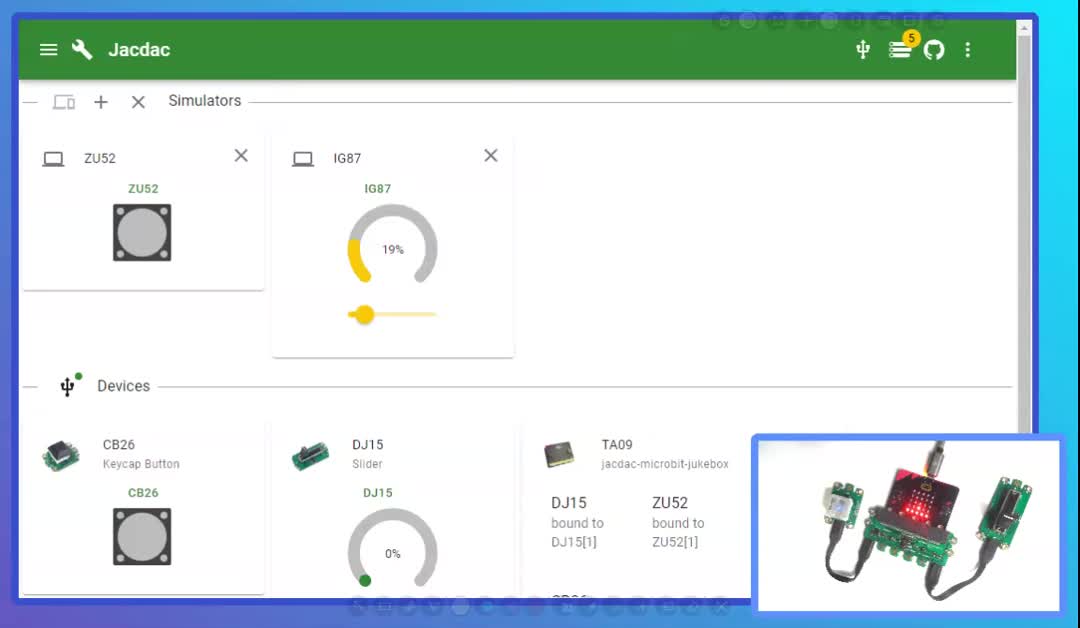 Jacdac
5
Simulators
ZU52
IG87
ZU52
IG87
19%
Devices
CB26
Keycap Button
DJ15
Slider
TA09
jacdac-microbit-jukebox
CB26
DJ15
0%
DJ15
bound to
DJ15[1]
ZU52
bound to
ZU52[1]